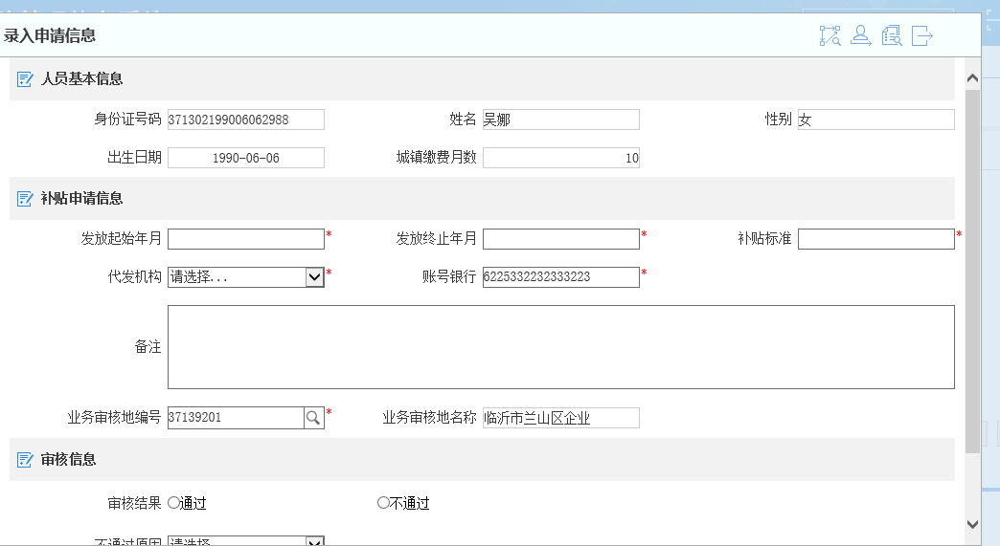 录入申请信息
人员基本信息
身份证号码 371302199006062988 姓名 吴娜 性别 女
出生日期 1990-06-06 城镇缴费月数 10
补贴申请信息
发放起始年月 * 发放终止年月 * 补贴标准 *
代发机构 请选择... * 账号银行 6225332232333223 *
备注
业务审核地编号 37139201 * 业务审核地名称 临沂市兰山区企业
审核信息
审核结果 通过 不通过
不通过原因 请选择